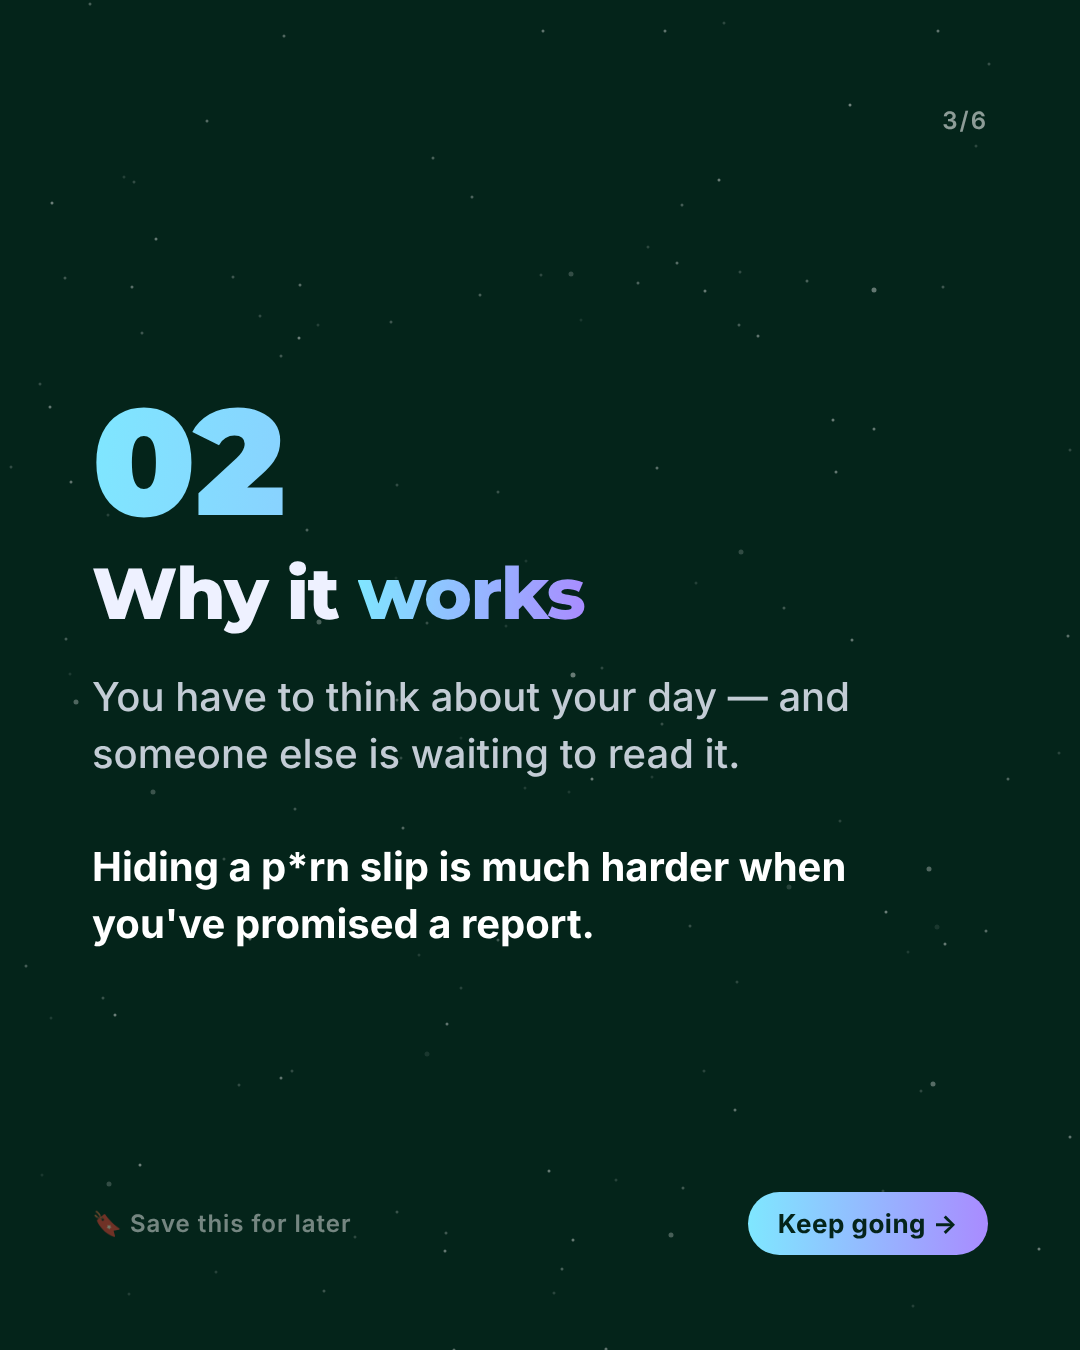 3/6
02
Why it works
You have to think about your day — and
someone else is waiting to read it.
Hiding a p*rn slip is much harder when
you've promised a report.
🔖 Save this for later
Keep going →